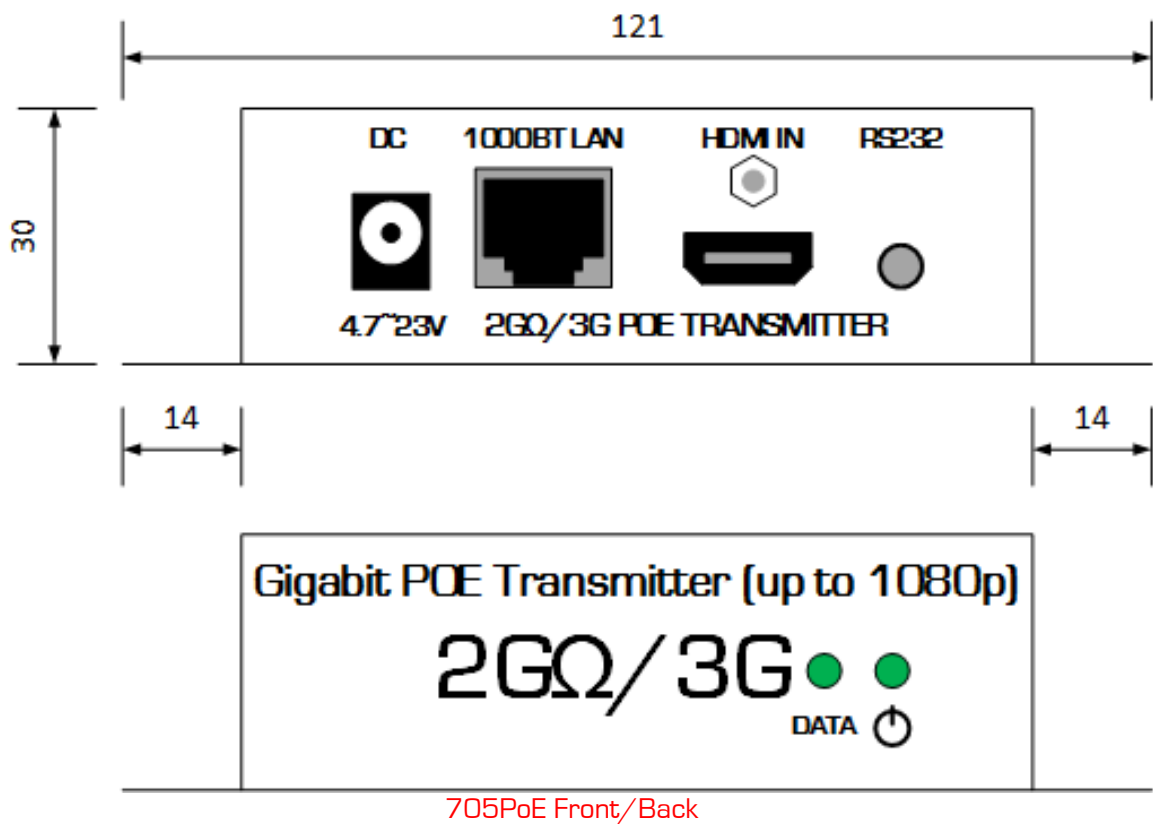 121
DC 1000BT LAN HDMI IN RS232
30
4.7~23V 2GΩ/3G POE TRANSMITTER
14 14
Gigabit POE Transmitter (up to 1080p)
2GΩ/3G
DATA
705PoE Front/Back